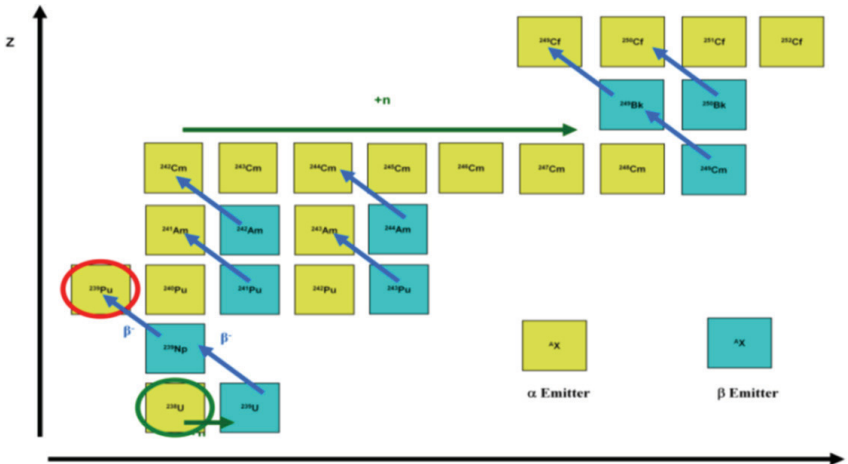 Z
²⁴⁹Cf ²⁵⁰Cf ²⁵¹Cf ²⁵²Cf
+n
²⁴⁹Bk ²⁵⁰Bk
²⁴²Cm ²⁴³Cm ²⁴⁴Cm ²⁴⁵Cm ²⁴⁶Cm ²⁴⁷Cm ²⁴⁸Cm ²⁴⁹Cm
²⁴¹Am ²⁴²Am ²⁴³Am ²⁴⁴Am
²³⁹Pu ²⁴⁰Pu ²⁴¹Pu ²⁴²Pu ²⁴³Pu
β⁻ β⁻
²³⁹Np
ᴬX ᴬX
α Emitter β Emitter
²³⁸U ²³⁹U